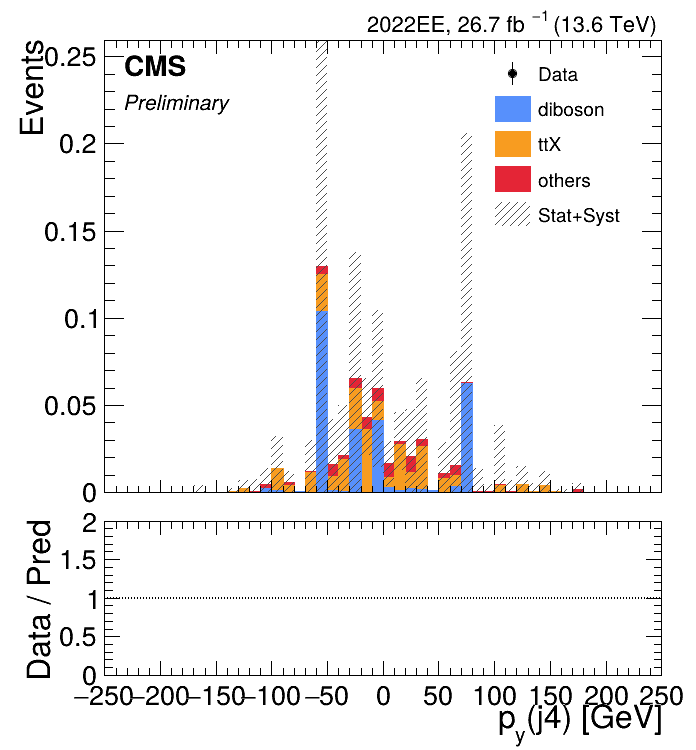 2022EE, 26.7 fb⁻¹ (13.6 TeV)
Events
CMS
Preliminary
Data
diboson
ttX
others
Stat+Syst
0.25
0.2
0.15
0.1
0.05
0
Data / Pred
2
1.5
1
0.5
0
−250 −200 −150 −100 −50 0 50 100 150 200 250
p_y(j4) [GeV]